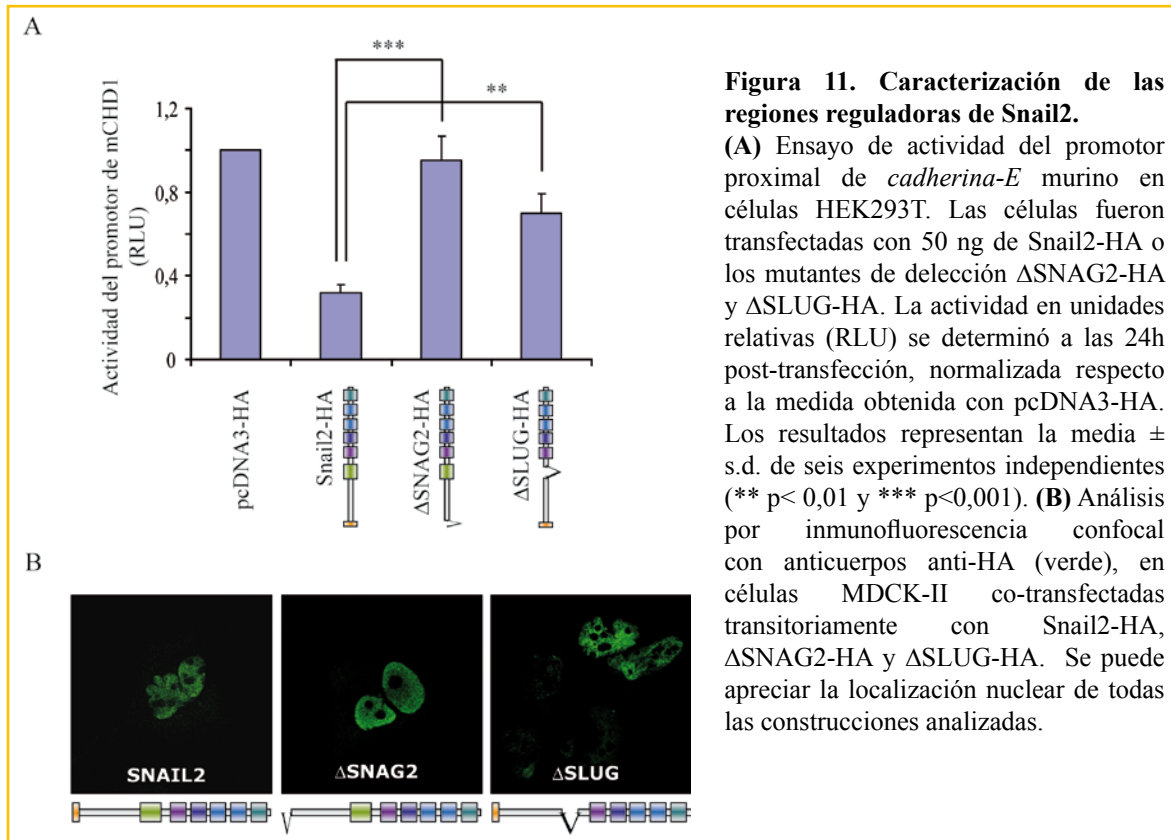 A
***
**
Actividad del promotor de mCHD1
(RLU)
1,2
0,8
0,4
0
pcDNA3-HA
Snail2-HA
ΔSNAG2-HA
ΔSLUG-HA
B
SNAIL2
ΔSNAG2
ΔSLUG
Figura 11. Caracterización de las
regiones reguladoras de Snail2.
(A) Ensayo de actividad del promotor
proximal de cadherina-E murino en
células HEK293T. Las células fueron
transfectadas con 50 ng de Snail2-HA o
los mutantes de delección ΔSNAG2-HA
y ΔSLUG-HA. La actividad en unidades
relativas (RLU) se determinó a las 24h
post-transfección, normalizada respecto
a la medida obtenida con pcDNA3-HA.
Los resultados representan la media ±
s.d. de seis experimentos independientes
(** p< 0,01 y *** p<0,001). (B) Análisis
por inmunofluorescencia confocal
con anticuerpos anti-HA (verde), en
células MDCK-II co-transfectadas
transitoriamente con Snail2-HA,
ΔSNAG2-HA y ΔSLUG-HA. Se puede
apreciar la localización nuclear de todas
las construcciones analizadas.